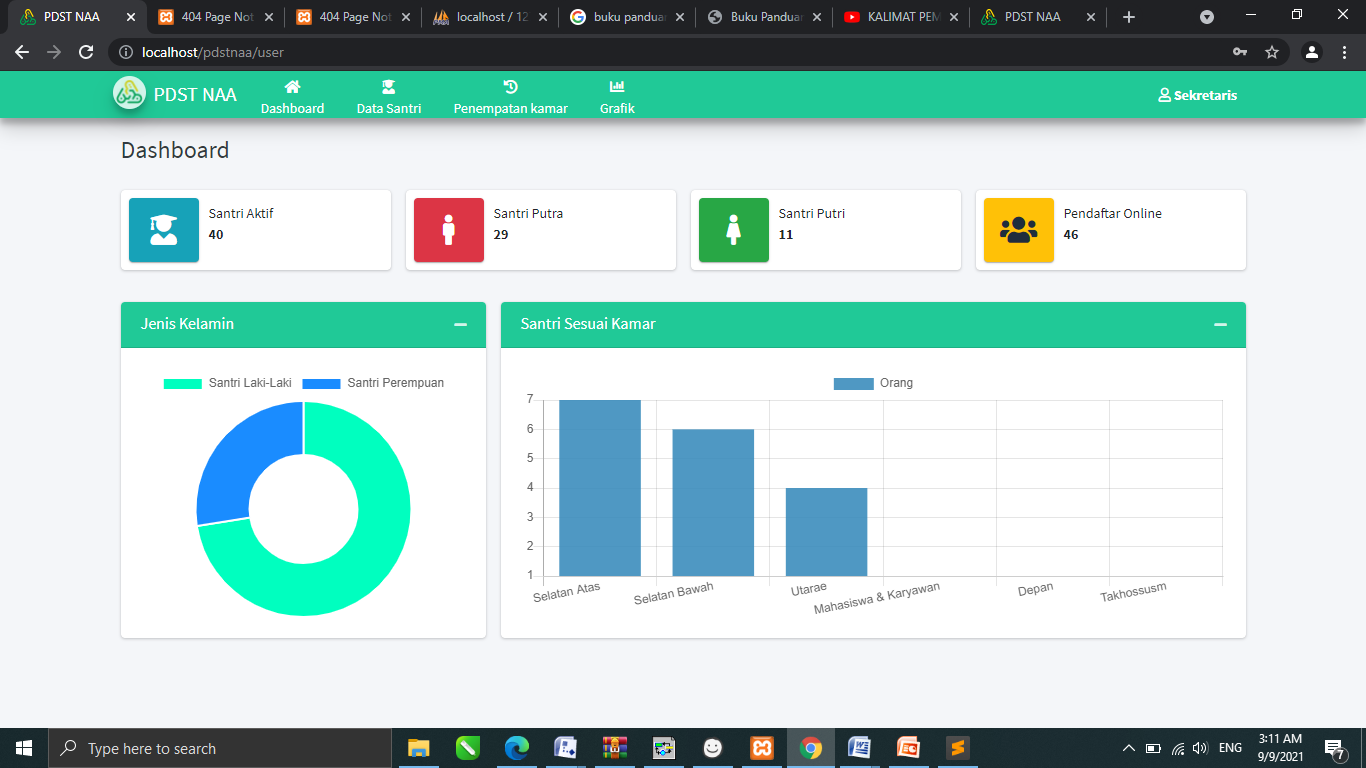 PDST NAA
404 Page Not
404 Page Not
localhost / 12
buku panduan
Buku Panduan
KALIMAT PEM
PDST NAA
localhost/pdstnaa/user
PDST NAA
Dashboard
Data Santri
Penempatan kamar
Grafik
Sekretaris
Dashboard
Santri Aktif
40
Santri Putra
29
Santri Putri
11
Pendaftar Online
46
Jenis Kelamin
Santri Laki-Laki
Santri Perempuan
Santri Sesuai Kamar
Orang
7
6
5
4
3
2
1
Selatan Atas
Selatan Bawah
Utarae
Mahasiswa & Karyawan
Depan
Takhossusm
Type here to search
ENG
3:11 AM
9/9/2021
7